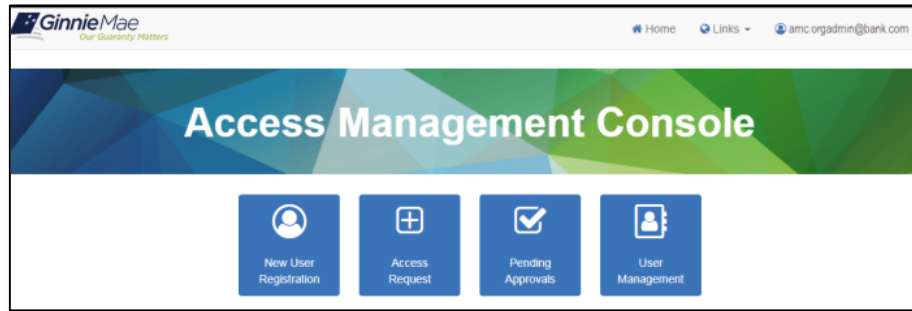 GinnieMae
Our Guaranty Matters
Home Links amc.orgadmin@bank.com
Access Management Console
New User
Registration
Access
Request
Pending
Approvals
User
Management